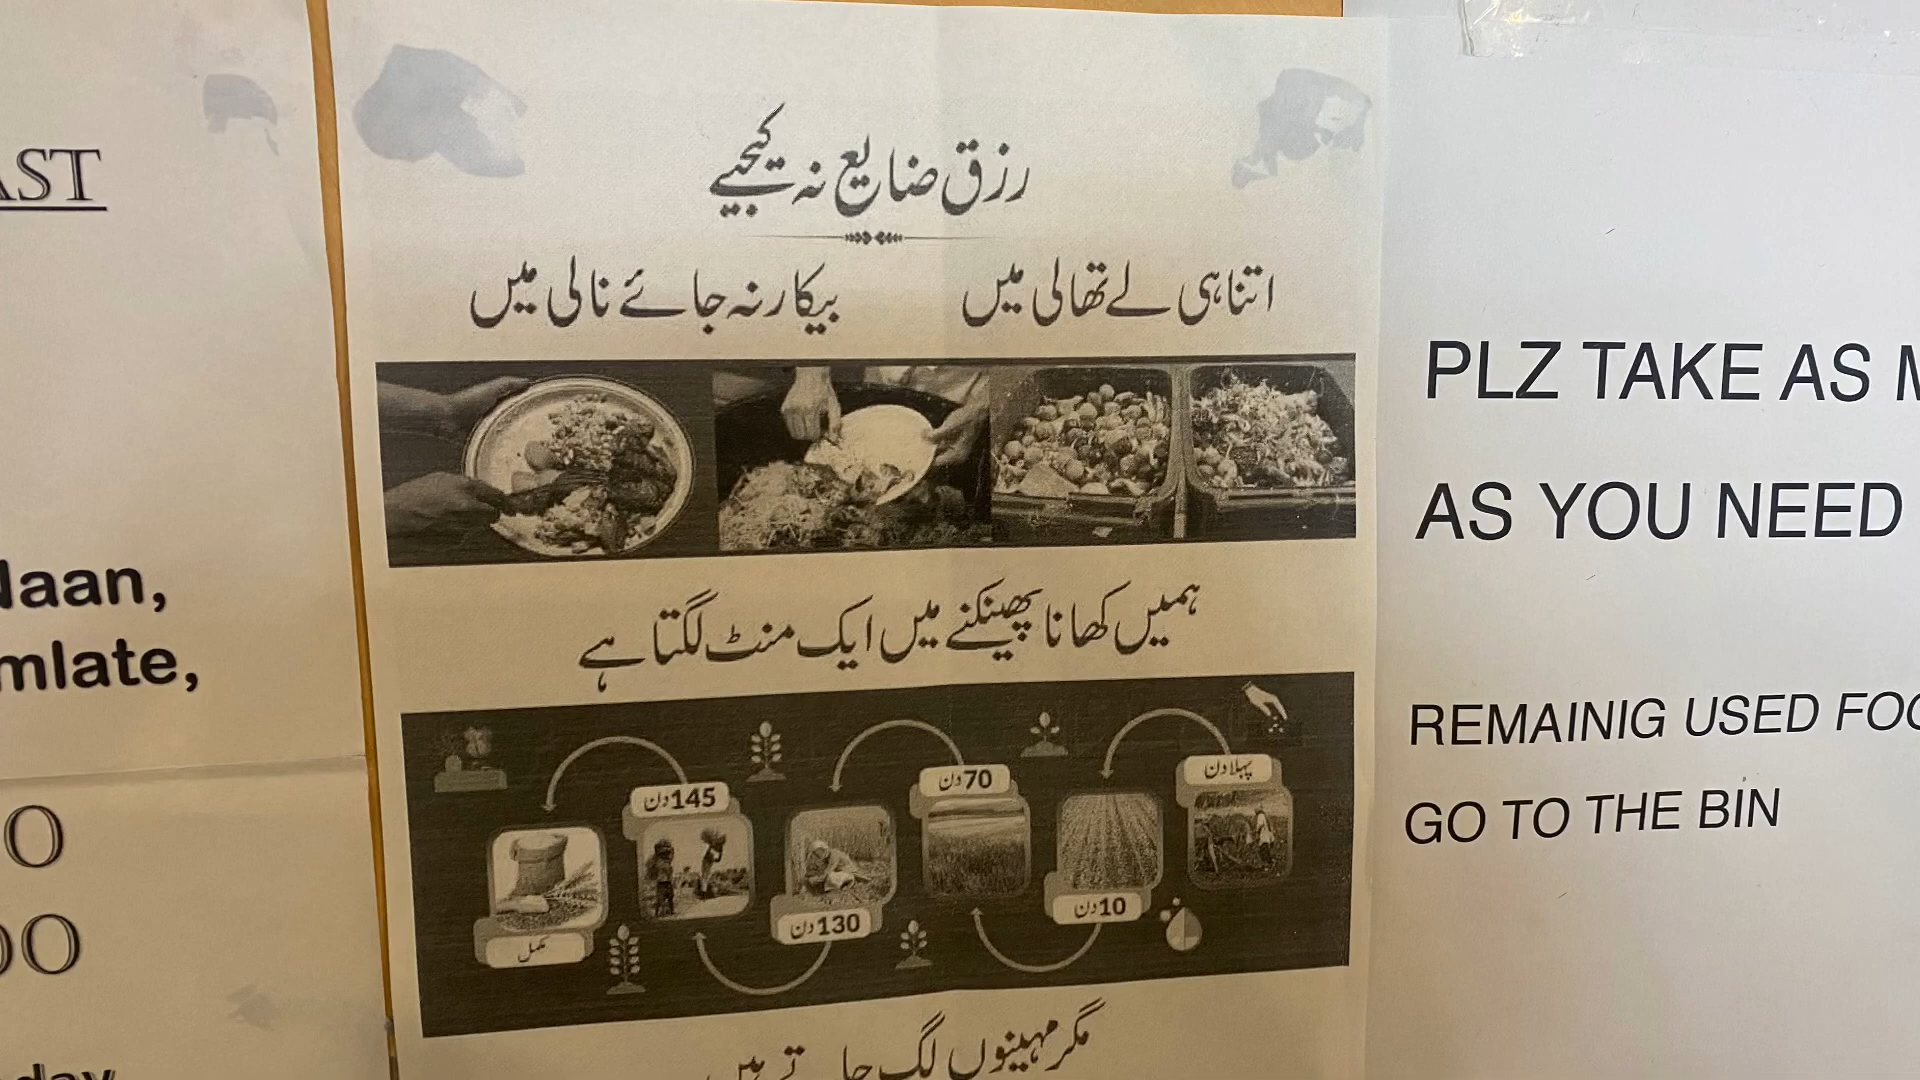 AST
Naan,
mlate,
رزق ضایع نہ کیجیے
اتنا ہی لے تھالی میں بیکار نہ جائے نالی میں
ہمیں کھانا پھینکنے میں ایک منٹ لگتا ہے
پہلا دن
10 دن
70 دن
130 دن
145 دن
مکمل
مگر مہینوں لگ جاتے ہیں
PLZ TAKE AS
AS YOU NEED
REMAINIG USED
GO TO THE BIN